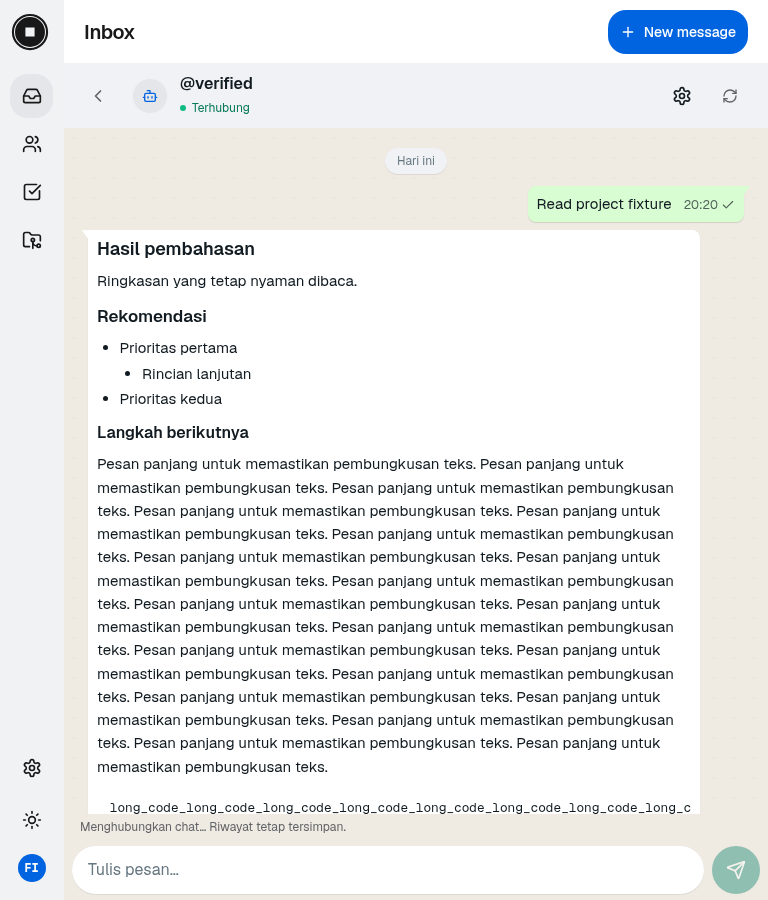 Inbox
New message
@verified
Terhubung
Hari ini
Read project fixture 20:20
Hasil pembahasan
Ringkasan yang tetap nyaman dibaca.
Rekomendasi
Prioritas pertama
Rincian lanjutan
Prioritas kedua
Langkah berikutnya
Pesan panjang untuk memastikan pembungkusan teks. Pesan panjang untuk
memastikan pembungkusan teks. Pesan panjang untuk memastikan pembungkusan
teks. Pesan panjang untuk memastikan pembungkusan teks. Pesan panjang untuk
memastikan pembungkusan teks. Pesan panjang untuk memastikan pembungkusan
teks. Pesan panjang untuk memastikan pembungkusan teks. Pesan panjang untuk
memastikan pembungkusan teks. Pesan panjang untuk memastikan pembungkusan
teks. Pesan panjang untuk memastikan pembungkusan teks. Pesan panjang untuk
memastikan pembungkusan teks. Pesan panjang untuk memastikan pembungkusan
teks. Pesan panjang untuk memastikan pembungkusan teks. Pesan panjang untuk
memastikan pembungkusan teks. Pesan panjang untuk memastikan pembungkusan
teks. Pesan panjang untuk memastikan pembungkusan teks. Pesan panjang untuk
memastikan pembungkusan teks. Pesan panjang untuk memastikan pembungkusan
teks. Pesan panjang untuk memastikan pembungkusan teks. Pesan panjang untuk
memastikan pembungkusan teks.
long_code_long_code_long_code_long_code_long_code_long_code_long_code_long_c
Menghubungkan chat… Riwayat tetap tersimpan.
Tulis pesan…
FI